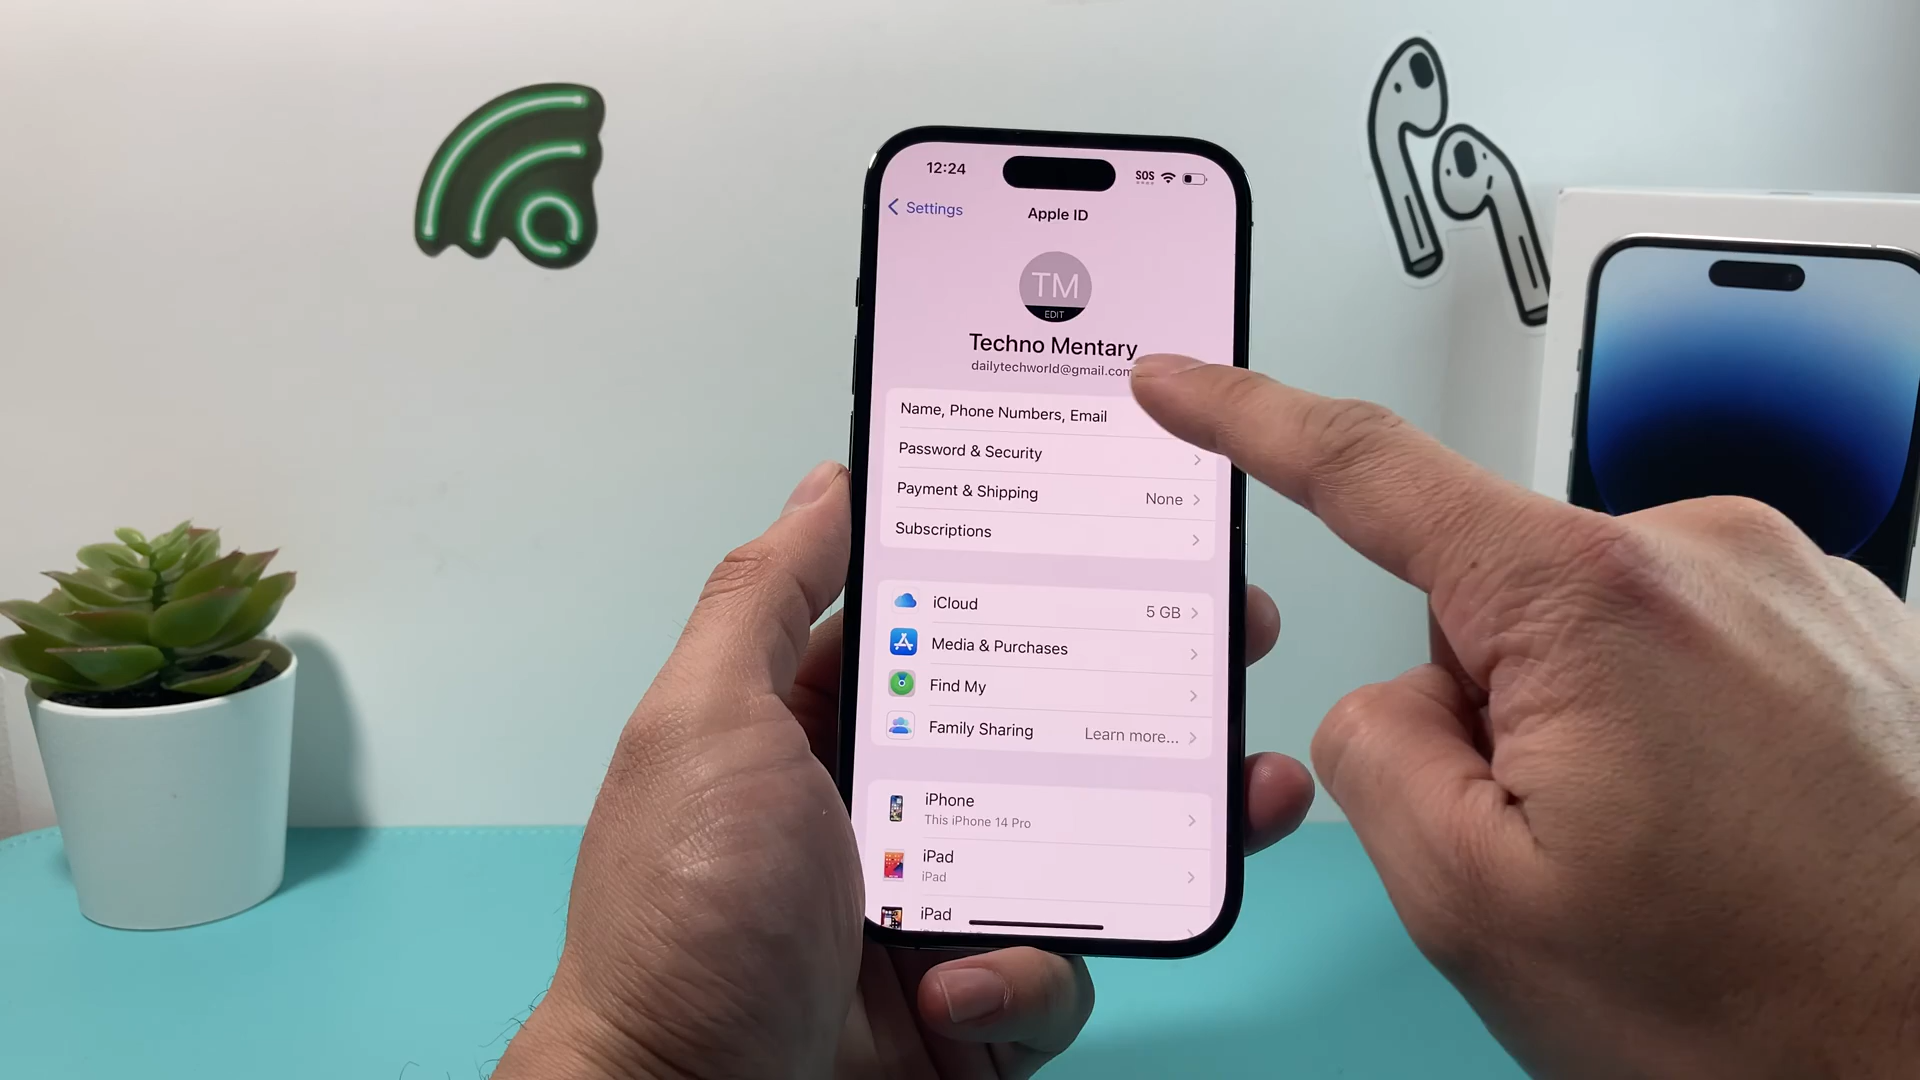 12:24
SOS
Settings
Apple ID
TM
EDIT
Techno Mentary
dailytechworld@gmail.com
Name, Phone Numbers, Email
Password & Security
Payment & Shipping None
Subscriptions
iCloud 5 GB
Media & Purchases
Find My
Family Sharing Learn more...
iPhone
This iPhone 14 Pro
iPad
iPad
iPad